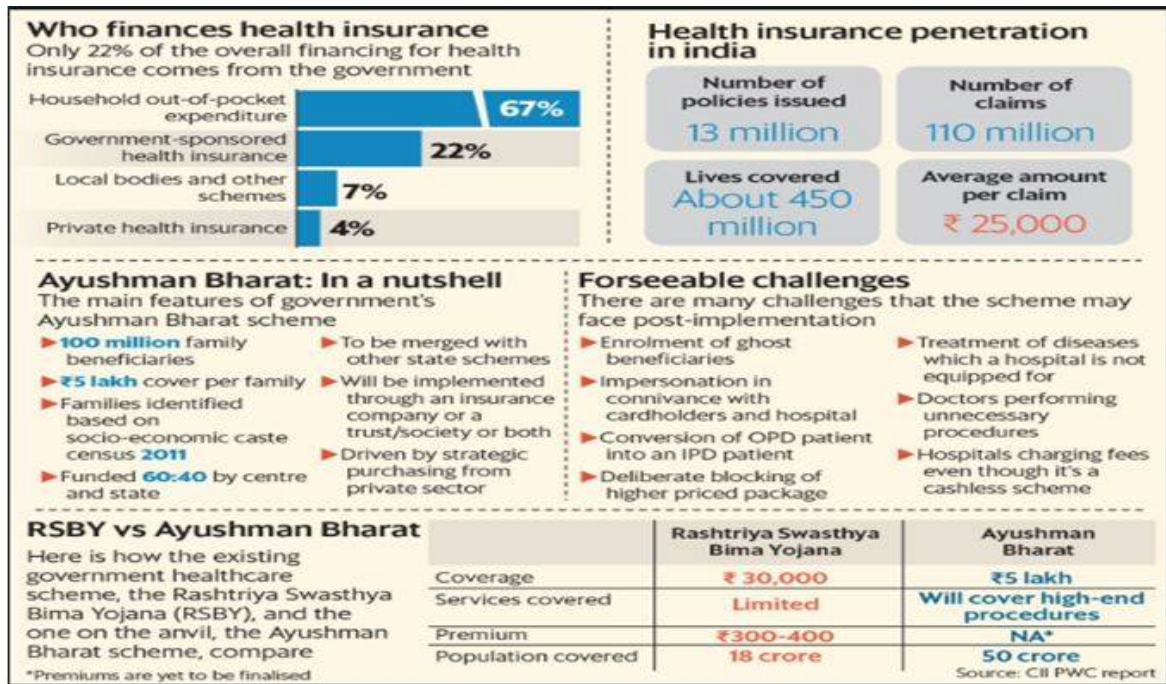 Who finances health insurance
Only 22% of the overall financing for health
insurance comes from the government
Household out-of-pocket
expenditure
67%
Government-sponsored
health insurance
22%
Local bodies and other
schemes
7%
Private health insurance
4%
Health insurance penetration
in india
Number of
policies issued
13 million
Number of
claims
110 million
Lives covered
About 450
million
Average amount
per claim
₹ 25,000
Ayushman Bharat: In a nutshell
The main features of government's
Ayushman Bharat scheme
▶100 million family
beneficiaries
▶₹5 lakh cover per family
▶Families identified
based on
socio-economic caste
census 2011
▶Funded 60:40 by centre
and state
▶To be merged with
other state schemes
▶Will be implemented
through an insurance
company or a
trust/society or both
▶Driven by strategic
purchasing from
private sector
Forseeable challenges
There are many challenges that the scheme may
face post-implementation
▶Enrolment of ghost
beneficiaries
▶Impersonation in
connivance with
cardholders and hospital
▶Conversion of OPD patient
into an IPD patient
▶Deliberate blocking of
higher priced package
▶Treatment of diseases
which a hospital is not
equipped for
▶Doctors performing
unnecessary
procedures
▶Hospitals charging fees
even though it's a
cashless scheme
RSBY vs Ayushman Bharat
Here is how the existing
government healthcare
scheme, the Rashtriya Swasthya
Bima Yojana (RSBY), and the
one on the anvil, the Ayushman
Bharat scheme, compare
*Premiums are yet to be finalised
Rashtriya Swasthya
Bima Yojana
Ayushman
Bharat
Coverage
₹ 30,000
₹5 lakh
Services covered
Limited
Will cover high-end
procedures
Premium
₹300-400
NA*
Population covered
18 crore
50 crore
Source: CII PWC report